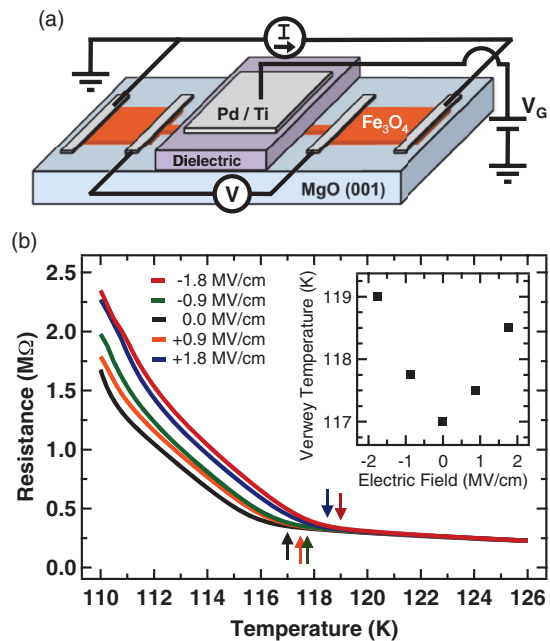 (a)
I
Pd / Ti
V_G
Fe₃O₄
Dielectric
V
MgO (001)
(b)
2.5
2.0
1.5
1.0
0.5
0.0
Resistance (MΩ)
-1.8 MV/cm
-0.9 MV/cm
0.0 MV/cm
+0.9 MV/cm
+1.8 MV/cm
Verwey Temperature (K)
119
118
117
-2 -1 0 1 2
Electric Field (MV/cm)
110 112 114 116 118 120 122 124 126
Temperature (K)